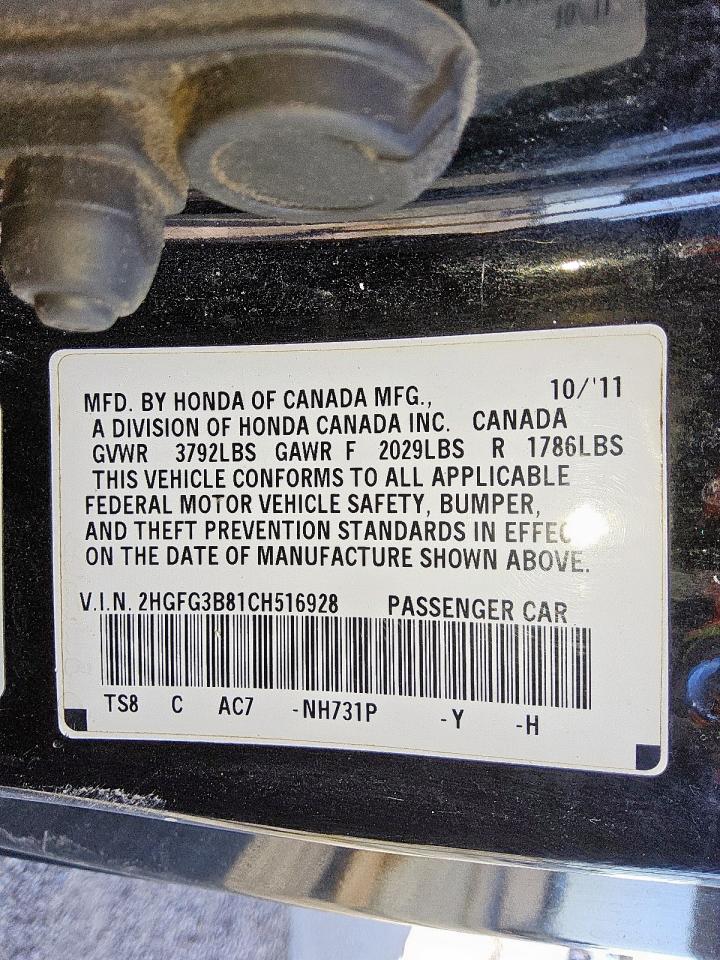 10/'11
MFD. BY HONDA OF CANADA MFG.,
A DIVISION OF HONDA CANADA INC. CANADA
GVWR 3792LBS GAWR F 2029LBS R 1786LBS
THIS VEHICLE CONFORMS TO ALL APPLICABLE
FEDERAL MOTOR VEHICLE SAFETY, BUMPER,
AND THEFT PREVENTION STANDARDS IN
ON THE DATE OF MANUFACTURE SHOWN ABOVE.
V.I.N. 2HGFG3B81CH516928 PASSENGER CAR
TS8 C AC7 -NH731P -Y -H